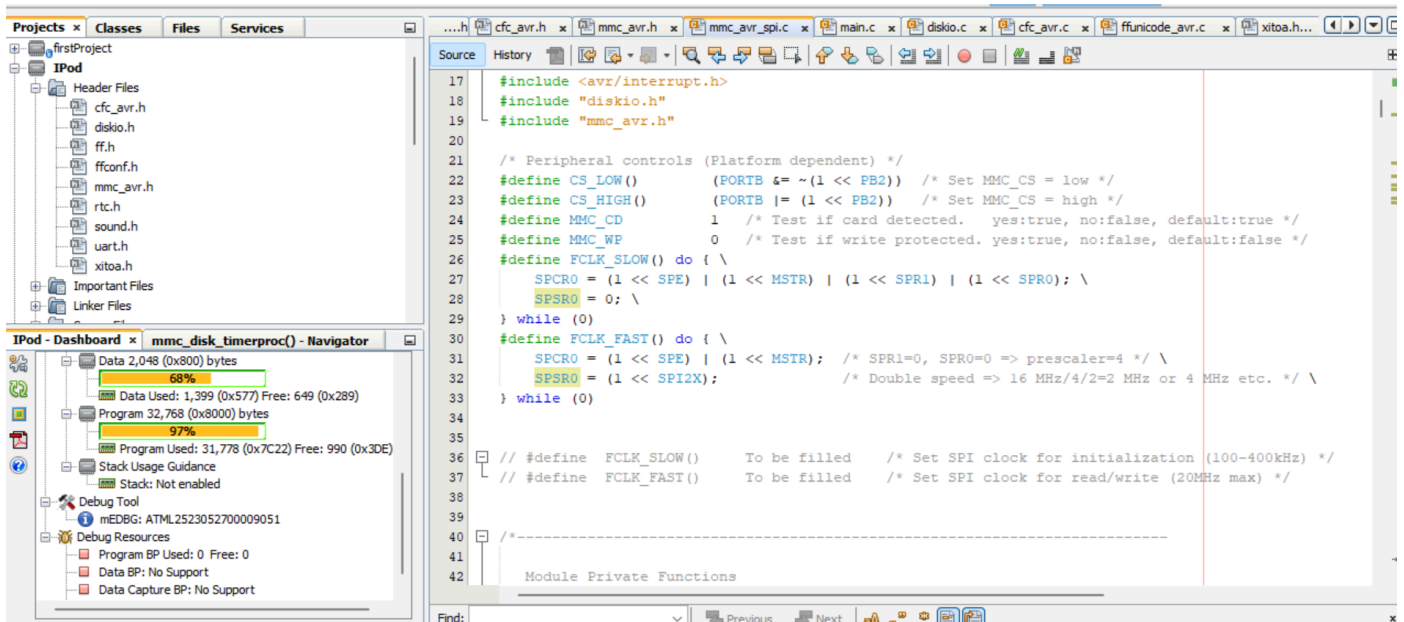 Projects × Classes Files Services
firstProject
IPod
Header Files
cfc_avr.h
diskio.h
ff.h
ffconf.h
mmc_avr.h
rtc.h
sound.h
uart.h
xitoa.h
Important Files
Linker Files
IPod - Dashboard × mmc_disk_timerproc() - Navigator
Data 2,048 (0x800) bytes
68%
Data Used: 1,399 (0x577) Free: 649 (0x289)
Program 32,768 (0x8000) bytes
97%
Program Used: 31,778 (0x7C22) Free: 990 (0x3DE)
Stack Usage Guidance
Stack: Not enabled
Debug Tool
mEDBG: ATML2523052700009051
Debug Resources
Program BP Used: 0 Free: 0
Data BP: No Support
Data Capture BP: No Support
....h cfc_avr.h × mmc_avr.h × mmc_avr_spi.c × main.c × diskio.c × cfc_avr.c × ffunicode_avr.c × xitoa.h...
Source History
17 #include <avr/interrupt.h>
18 #include "diskio.h"
19 #include "mmc_avr.h"
20
21 /* Peripheral controls (Platform dependent) */
22 #define CS_LOW() (PORTB &= ~(1 << PB2)) /* Set MMC_CS = low */
23 #define CS_HIGH() (PORTB |= (1 << PB2)) /* Set MMC_CS = high */
24 #define MMC_CD 1 /* Test if card detected. yes:true, no:false, default:true */
25 #define MMC_WP 0 /* Test if write protected. yes:true, no:false, default:false */
26 #define FCLK_SLOW() do { \
27 SPCR0 = (1 << SPE) | (1 << MSTR) | (1 << SPR1) | (1 << SPR0); \
28 SPSR0 = 0; \
29 } while (0)
30 #define FCLK_FAST() do { \
31 SPCR0 = (1 << SPE) | (1 << MSTR); /* SPR1=0, SPR0=0 => prescaler=4 */ \
32 SPSR0 = (1 << SPI2X); /* Double speed => 16 MHz/4/2=2 MHz or 4 MHz etc. */ \
33 } while (0)
34
35
36 // #define FCLK_SLOW() To be filled /* Set SPI clock for initialization (100-400kHz) */
37 // #define FCLK_FAST() To be filled /* Set SPI clock for read/write (20MHz max) */
38
39
40 /*--------------------------------------------------------------------------
41
42 Module Private Functions
Find: Previous Next